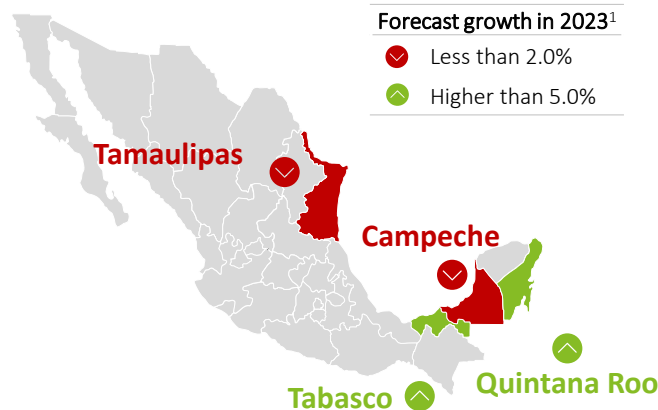 Forecast growth in 2023¹
Less than 2.0%
Higher than 5.0%
Tamaulipas
Campeche
Quintana Roo
Tabasco